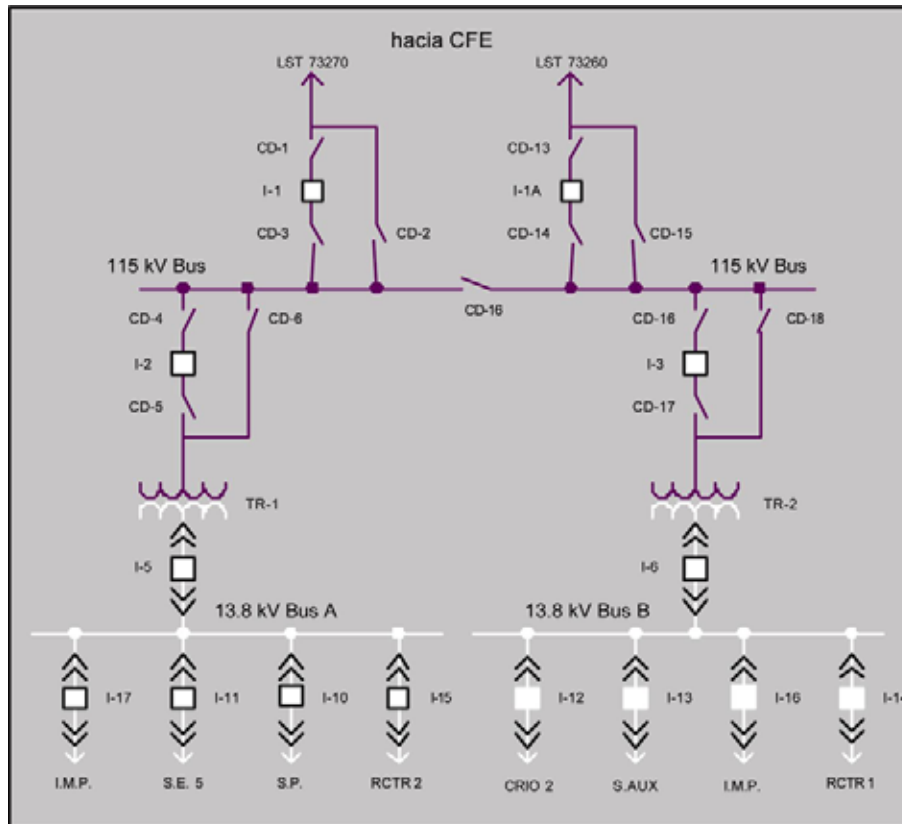 hacia CFE
LST 73270 LST 73260
CD-1 CD-13
I-1 I-1A
CD-3 CD-2 CD-14 CD-15
115 kV Bus 115 kV Bus
CD-16
CD-4 CD-6 CD-16 CD-18
I-2 I-3
CD-5 CD-17
TR-1 TR-2
I-5 I-6
13.8 kV Bus A 13.8 kV Bus B
I-17 I-11 I-10 I-15 I-12 I-13 I-16 I-14
I.M.P. S.E. 5 S.P. RCTR 2 CRIO 2 S.AUX I.M.P. RCTR 1